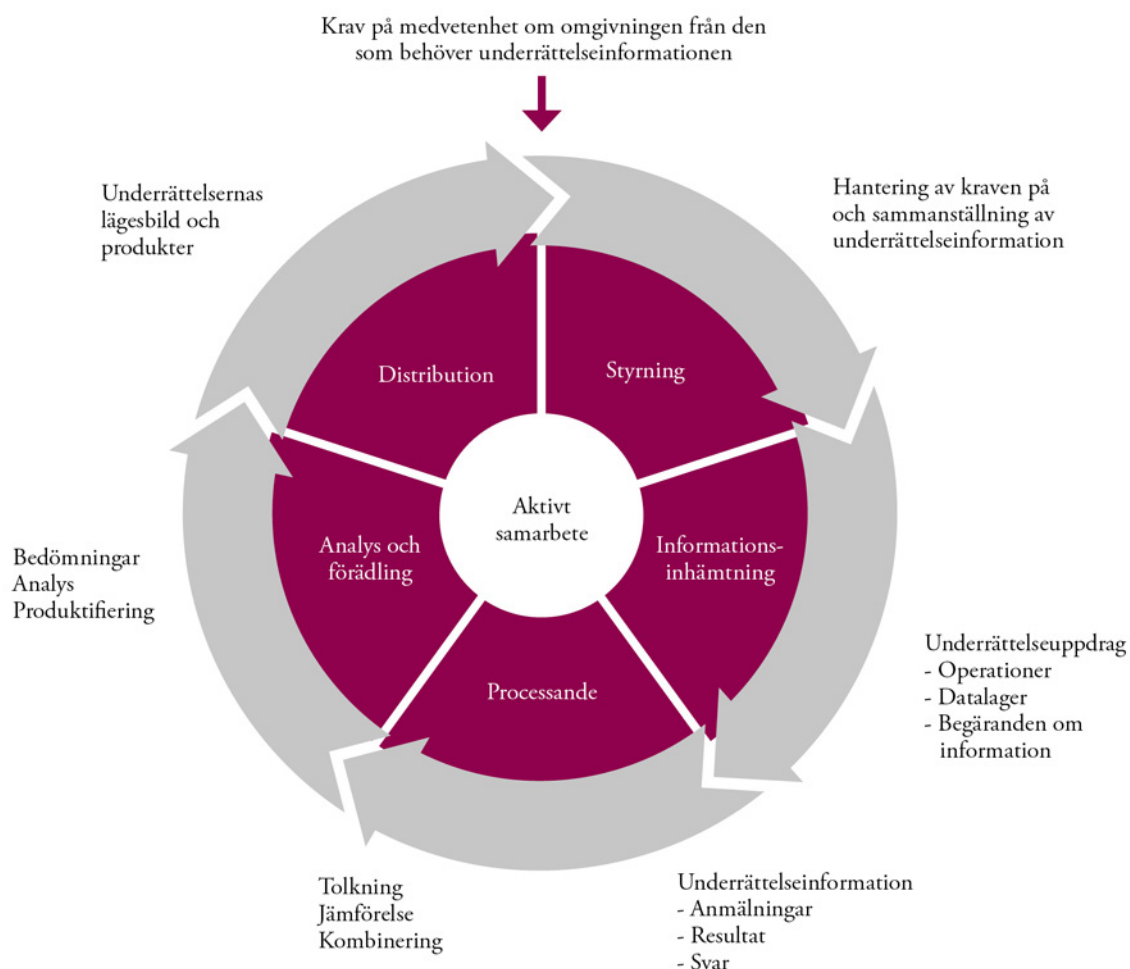 Krav på medvetenhet om omgivningen från den
som behöver underrättelseinformationen
Underrättelsernas
lägesbild och
produkter
Hantering av kraven på
och sammanställning av
underrättelseinformation
Distribution
Styrning
Aktivt
samarbete
Analys och
förädling
Informations-
inhämtning
Processande
Bedömningar
Analys
Produktifiering
Underrättelseuppdrag
- Operationer
- Datalager
- Begäranden om
information
Tolkning
Jämförelse
Kombinering
Underrättelseinformation
- Anmälningar
- Resultat
- Svar